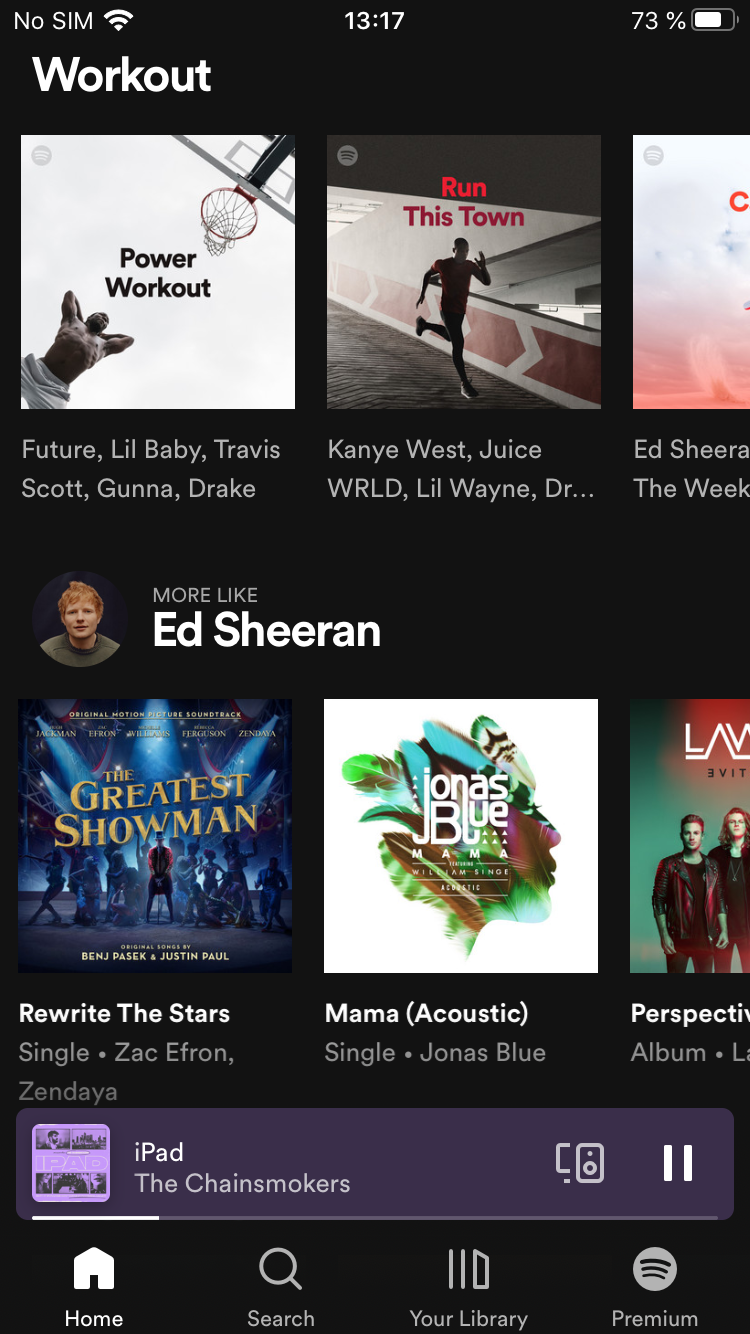 No SIM 13:17 73 %
Workout
Power
Workout
Run
This Town
C
Future, Lil Baby, Travis
Scott, Gunna, Drake
Kanye West, Juice
WRLD, Lil Wayne, Dr...
Ed Sheera
The Week
MORE LIKE
Ed Sheeran
ORIGINAL MOTION PICTURE SOUNDTRACK
HUGH JACKMAN ZAC EFRON MICHELLE WILLIAMS REBECCA FERGUSON ZENDAYA
THE
GREATEST
SHOWMAN
ORIGINAL SONGS BY
BENJ PASEK & JUSTIN PAUL
jonas
Blue
MAMA
FEATURING
WILLIAM SINGE
ACOUSTIC
LAW
EVIT
Rewrite The Stars
Single • Zac Efron,
Zendaya
Mama (Acoustic)
Single • Jonas Blue
Perspectiv
Album • La
IPAD
iPad
The Chainsmokers
Home
Search
Your Library
Premium